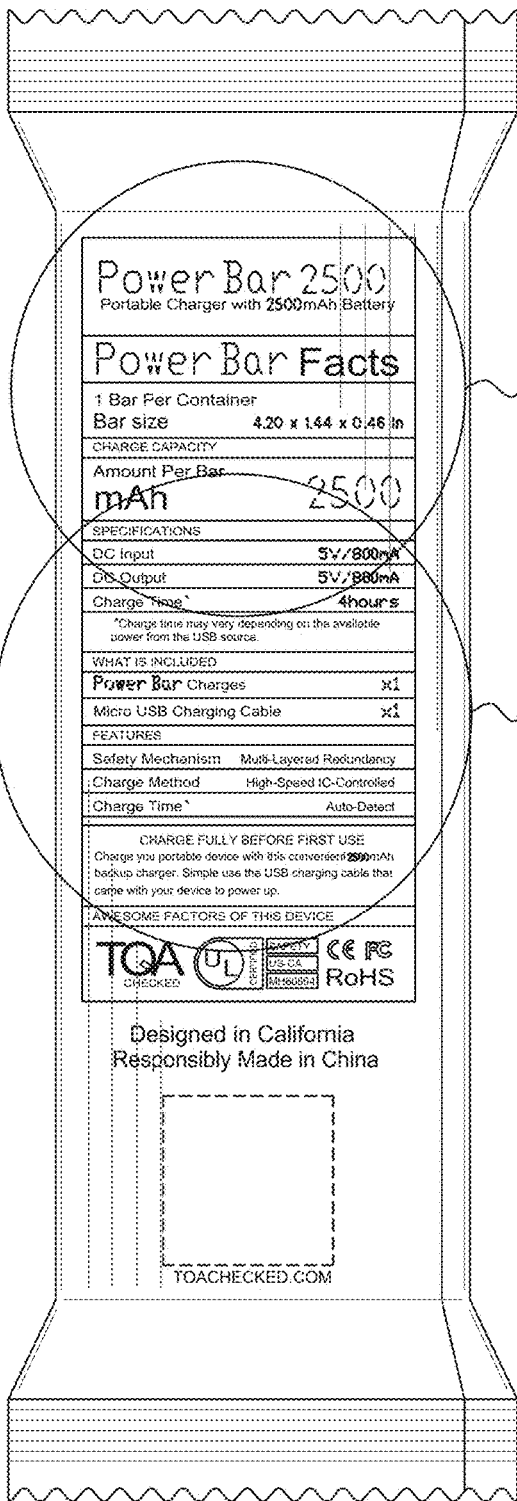 Power Bar 2500
Portable Charger with 2500mAh Battery
Power Bar Facts
1 Bar Per Container
Bar size 4.20 x 1.44 x 0.46 in
CHARGE CAPACITY
Amount Per Bar
mAh 2500
SPECIFICATIONS
DC Input 5V/800mA
DC Output 5V/800mA
Charge Time* 4hours
*Charge time may very depending on the available
power from the USB source.
WHAT IS INCLUDED
Power Bar Charges x1
Micro USB Charging Cable x1
FEATURES
Safety Mechanism Multi-Layered Redundancy
Charge Method High-Speed IC-Controlled
Charge Time* Auto-Detect
CHARGE FULLY BEFORE FIRST USE
Charge you portable device with this convenient 2500mAh
backup charger. Simple use the USB charging cable that
came with your device to power up.
AWESOME FACTORS OF THIS DEVICE
TQA
CHECKED
UL
CERTIFIED
SAFETY
US-CA
CE FC
RoHS
Designed in California
Responsibly Made in China
TOACHECKED.COM